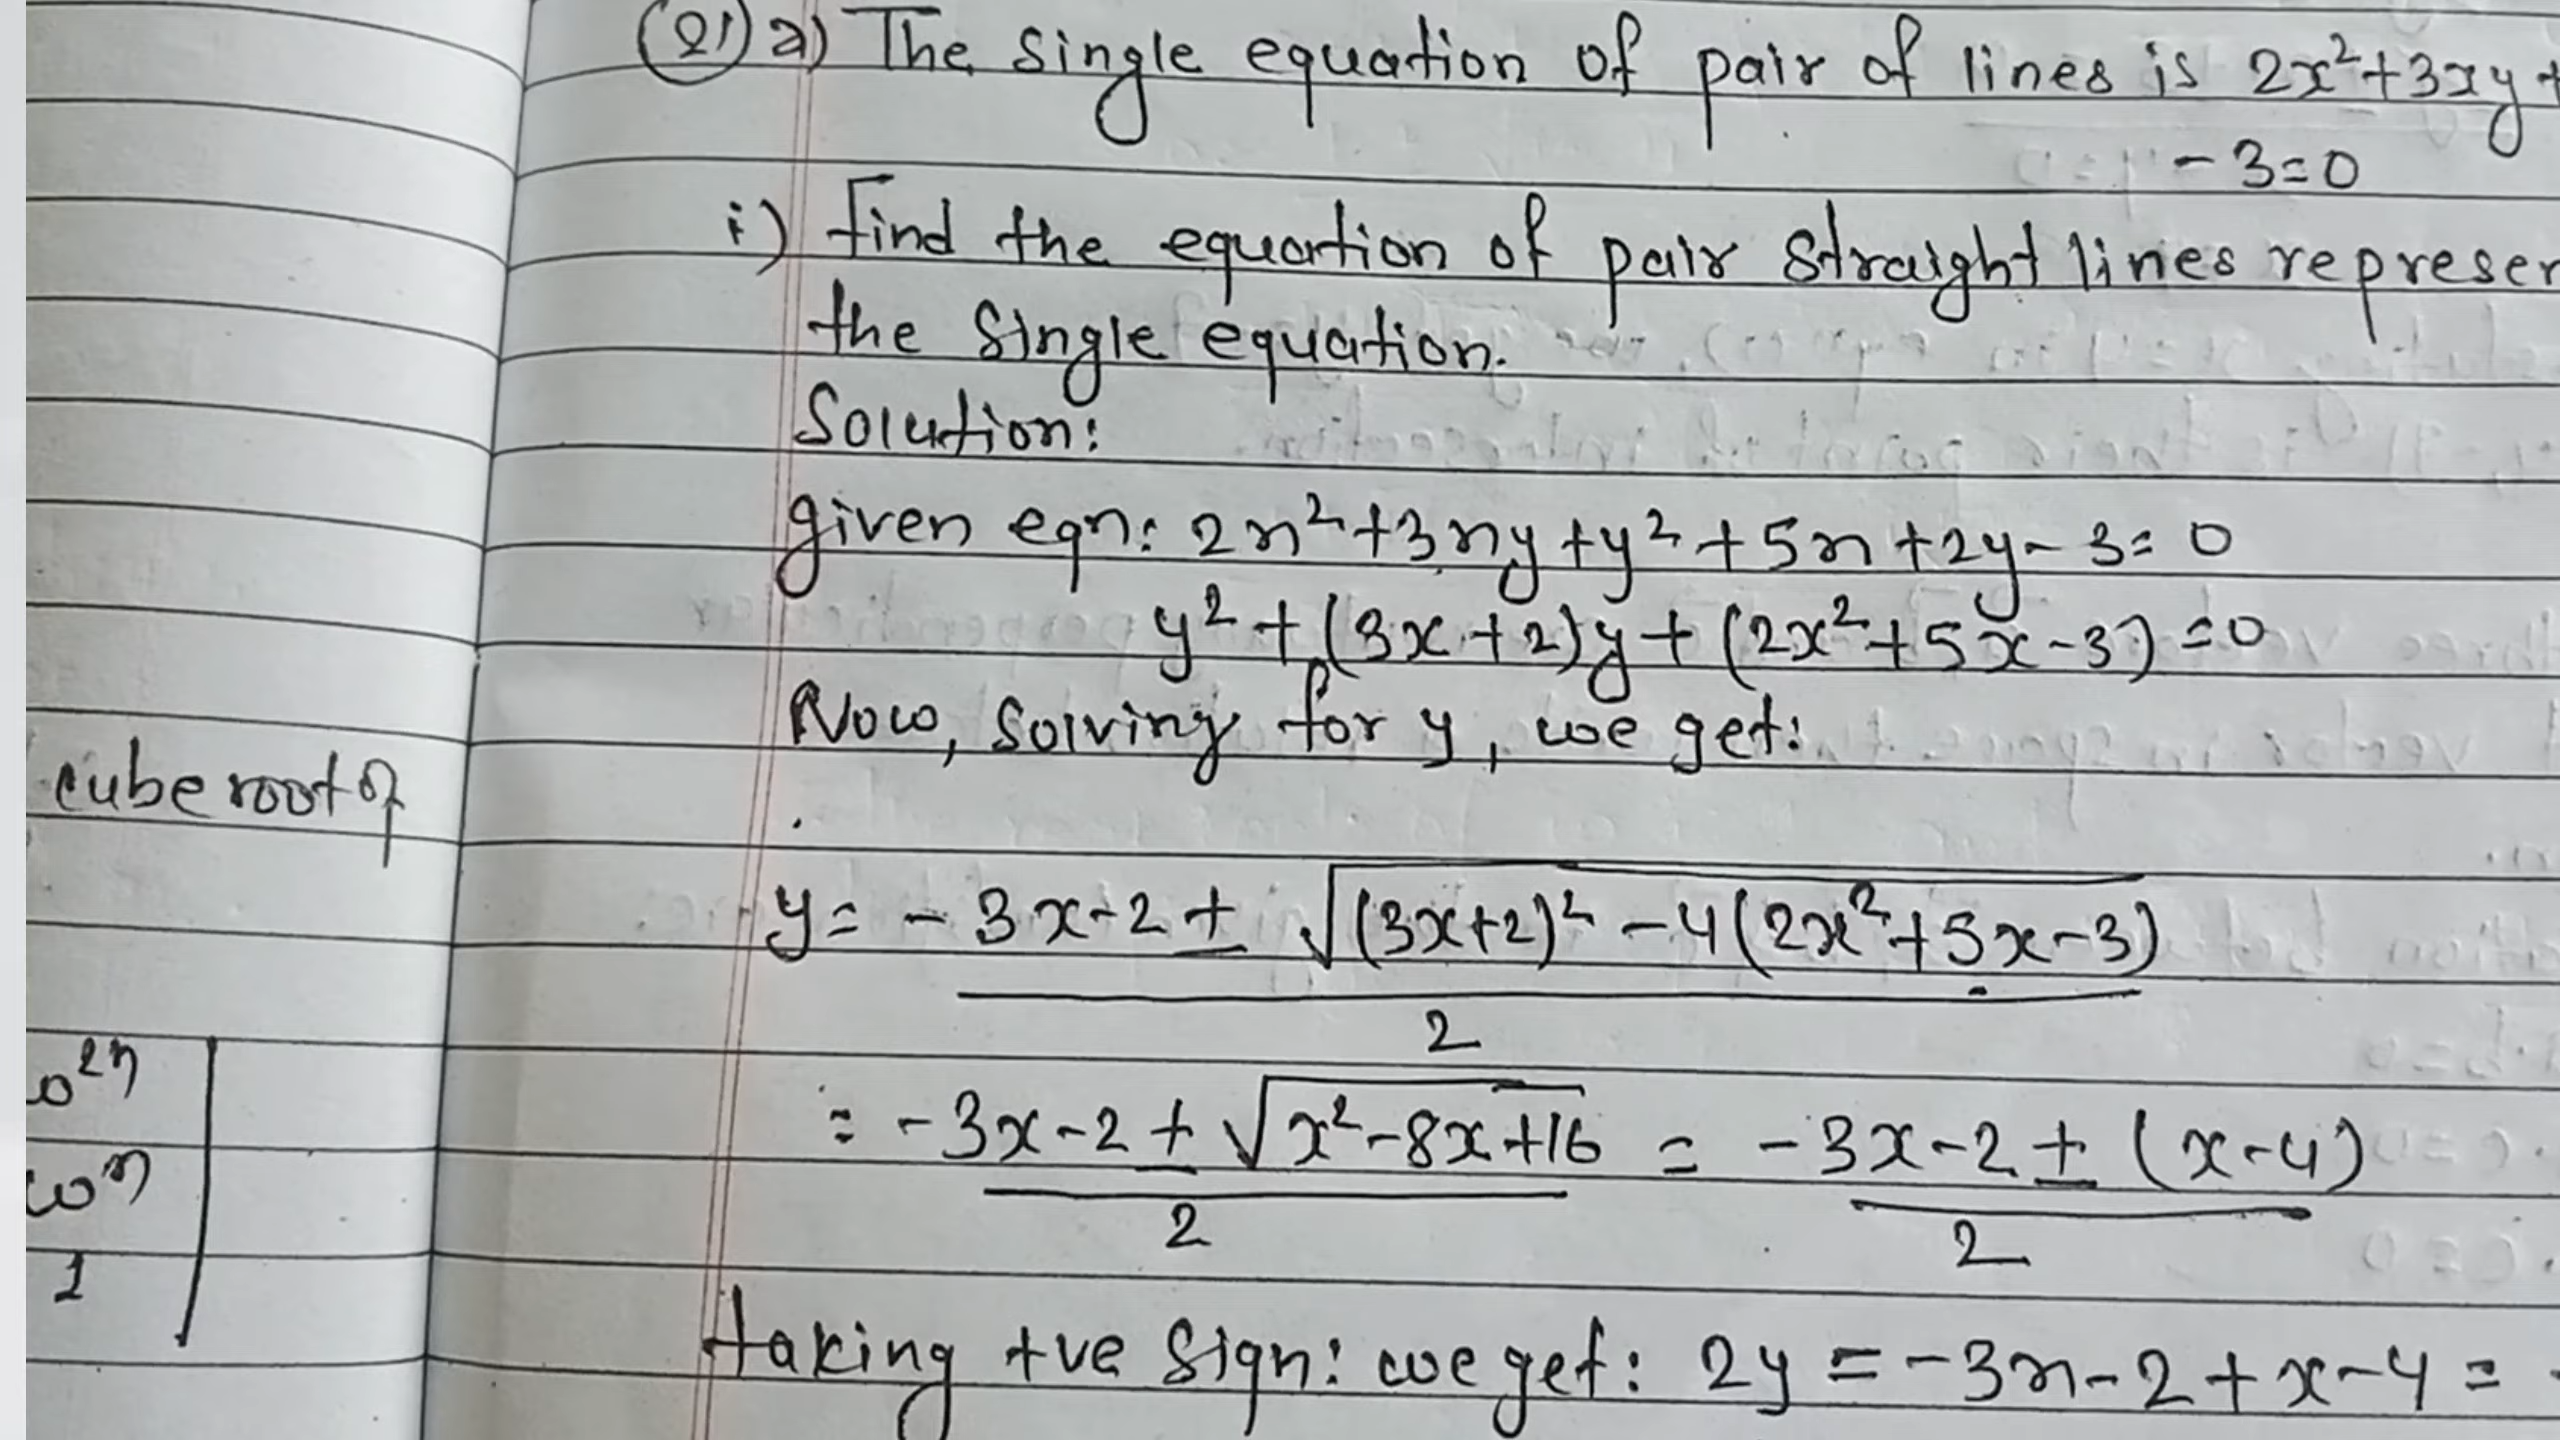 (21) a) The single equation of pair of lines is 2x²+3xy+
-3=0
i) Find the equation of pair straight lines represen
the single equation.
Solution:
given eqn: 2x²+3xy+y²+5x+2y-3=0
y²+(3x+2)y+(2x²+5x-3)=0
Now, solving for y, we get:
cube root of
y= -3x-2±√(3x+2)²-4(2x²+5x-3)
2
ω²ⁿ
= -3x-2±√x²-8x+16 = -3x-2±(x-4)
ωⁿ
2 2
1
taking +ve sign: we get: 2y=-3x-2+x-4=-